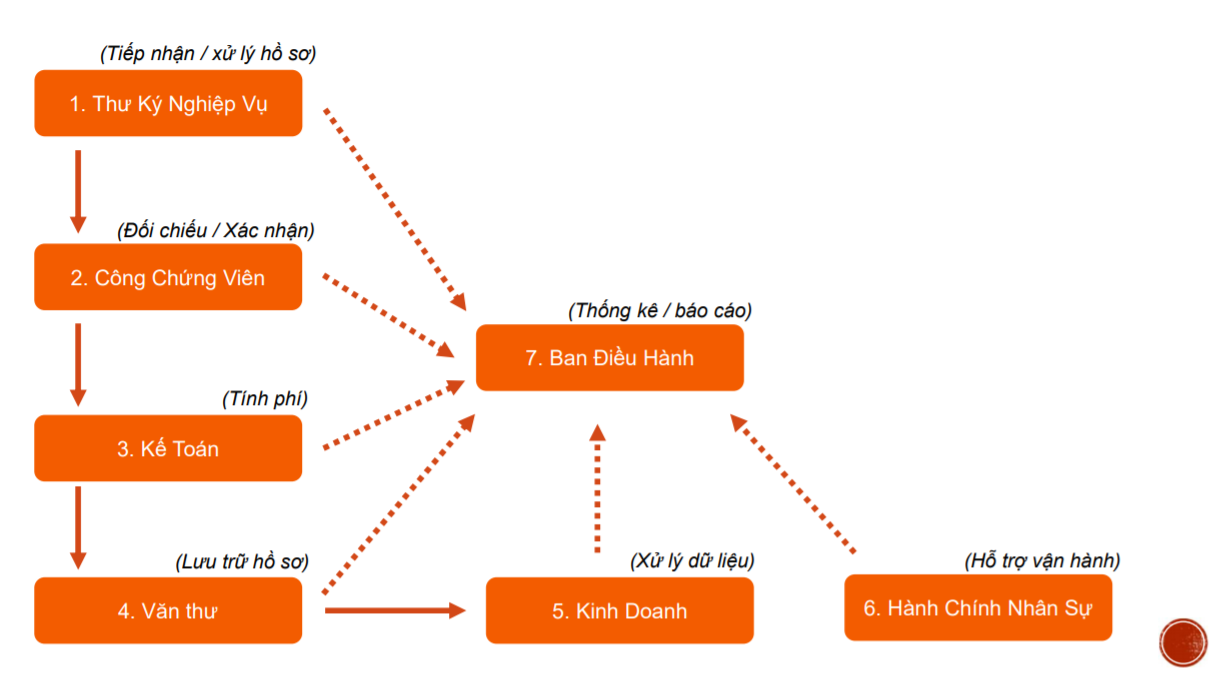 (Tiếp nhận / xử lý hồ sơ)
1. Thư Ký Nghiệp Vụ
(Đối chiếu / Xác nhận)
2. Công Chứng Viên
(Thống kê / báo cáo)
7. Ban Điều Hành
(Tính phí)
3. Kế Toán
(Lưu trữ hồ sơ)
4. Văn thư
(Xử lý dữ liệu)
5. Kinh Doanh
(Hỗ trợ vận hành)
6. Hành Chính Nhân Sự